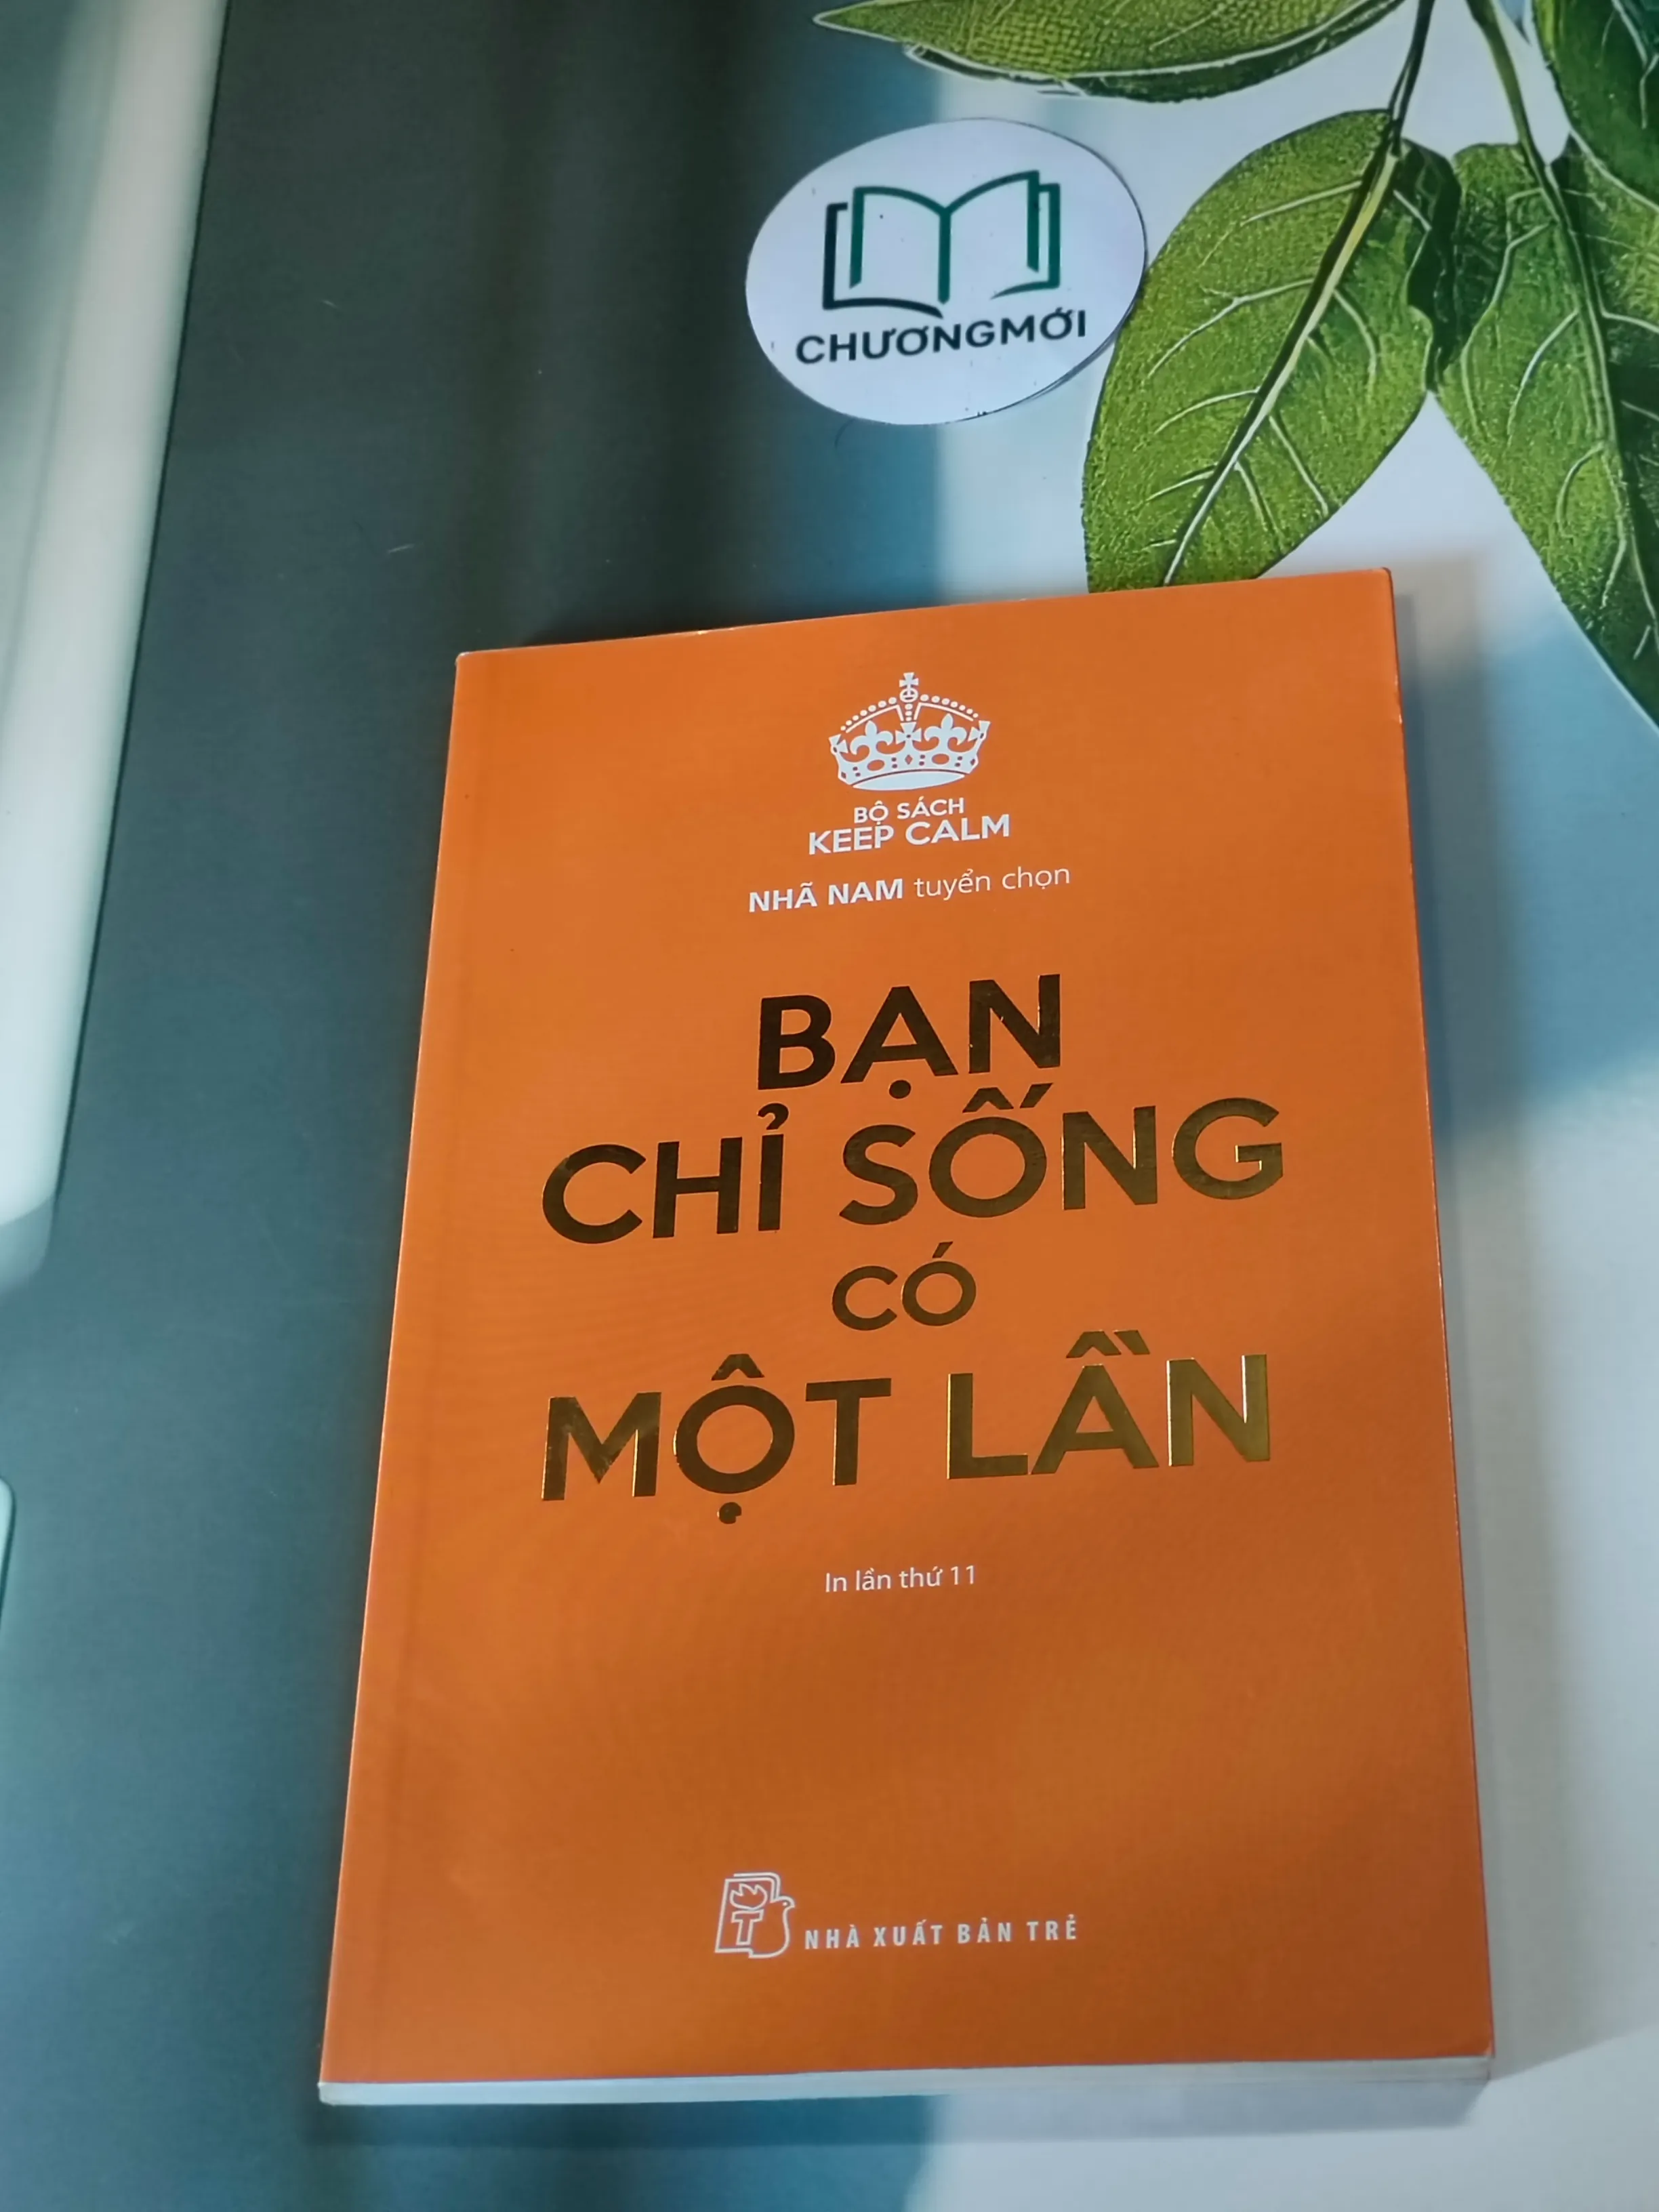 CHƯƠNGMỚI
BỘ SÁCH
KEEP CALM
NHÃ NAM tuyển chọn
BẠN
CHỈ SỐNG
CÓ
MỘT LẦN
In lần thứ 11
T
NHÀ XUẤT BẢN TRẺ